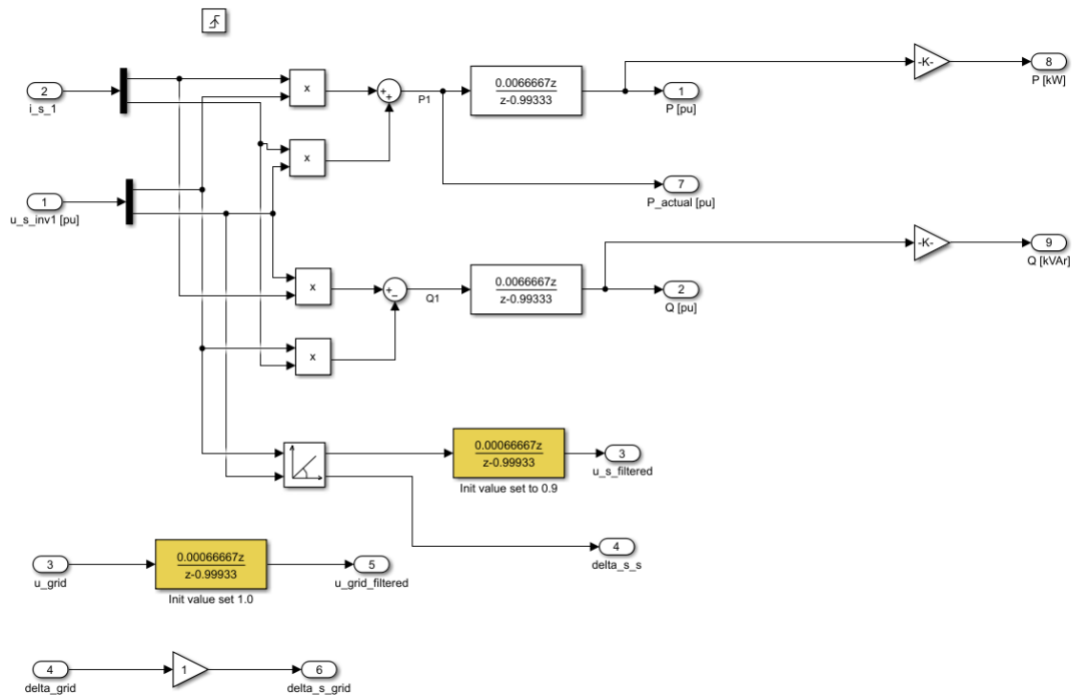 2
i_s_1
x
+
+
P1
0.0066667z
z-0.99333
1
P [pu]
-K-
8
P [kW]
x
7
P_actual [pu]
1
u_s_inv1 [pu]
x
+
−
Q1
0.0066667z
z-0.99333
2
Q [pu]
-K-
9
Q [kVAr]
x
0.00066667z
z-0.99933
Init value set to 0.9
3
u_s_filtered
4
delta_s_s
3
u_grid
0.00066667z
z-0.99933
Init value set 1.0
5
u_grid_filtered
4
delta_grid
1
6
delta_s_grid